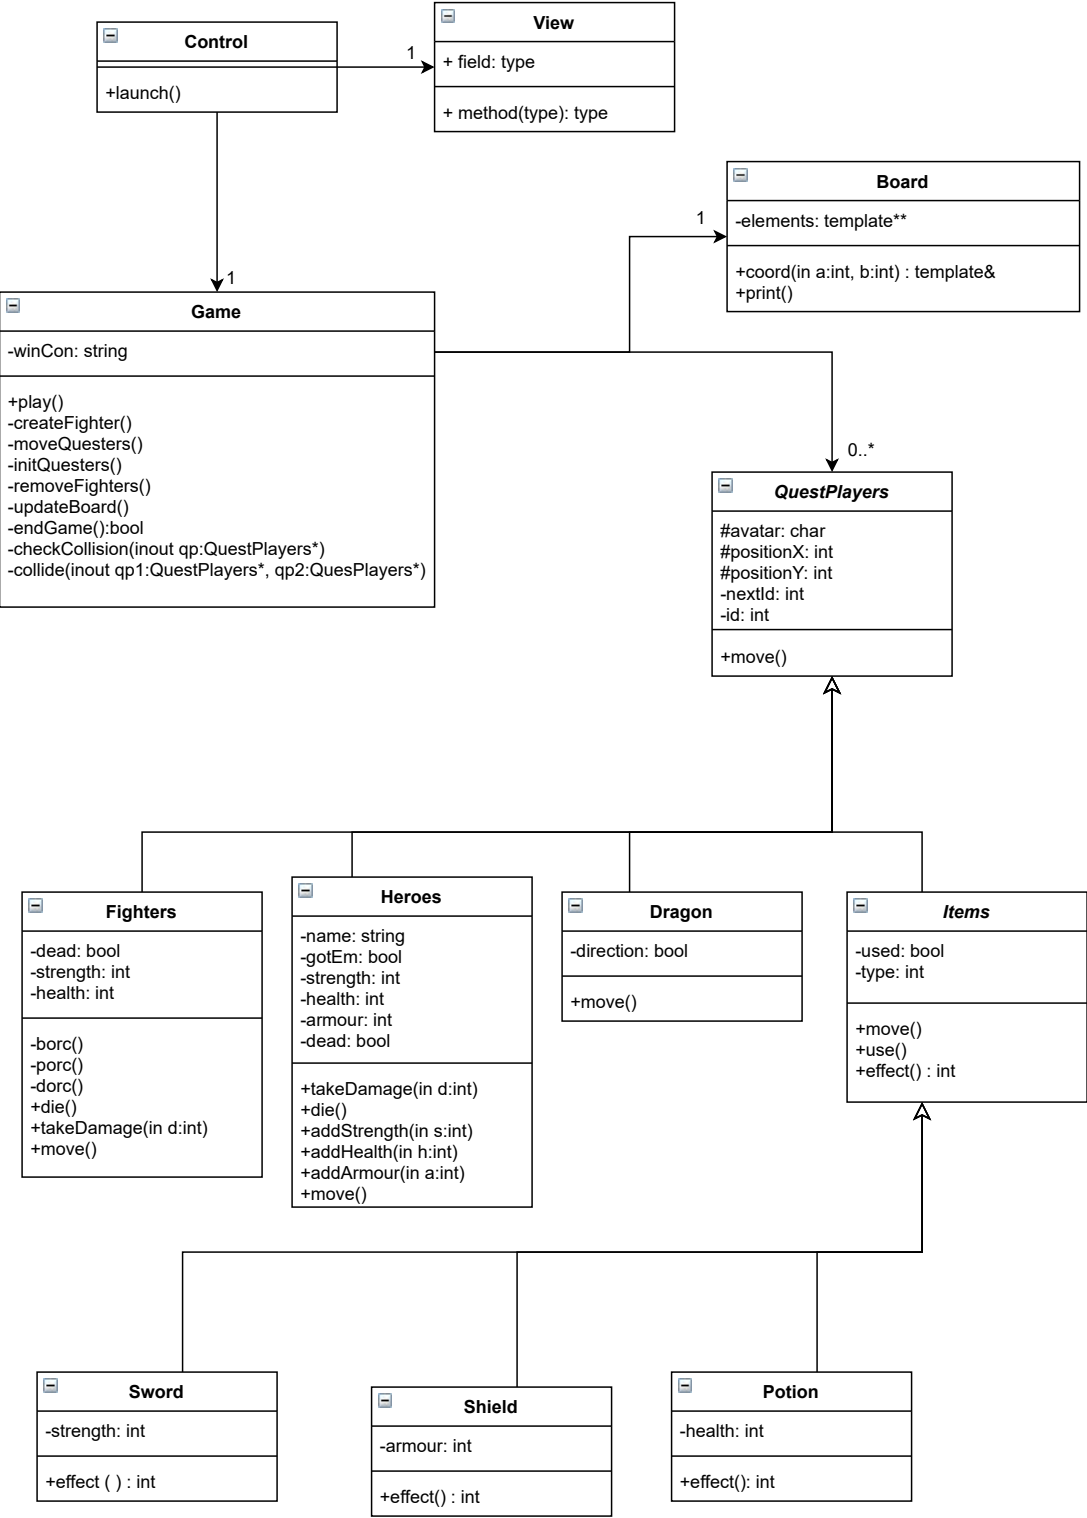 Control
+launch()
1
View
+ field: type
+ method(type): type
1
Board
-elements: template**
+coord(in a:int, b:int) : template&
+print()
1
Game
-winCon: string
+play()
-createFighter()
-moveQuesters()
-initQuesters()
-removeFighters()
-updateBoard()
-endGame():bool
-checkCollision(inout qp:QuestPlayers*)
-collide(inout qp1:QuestPlayers*, qp2:QuesPlayers*)
0..*
QuestPlayers
#avatar: char
#positionX: int
#positionY: int
-nextId: int
-id: int
+move()
Fighters
-dead: bool
-strength: int
-health: int
-borc()
-porc()
-dorc()
+die()
+takeDamage(in d:int)
+move()
Heroes
-name: string
-gotEm: bool
-strength: int
-health: int
-armour: int
-dead: bool
+takeDamage(in d:int)
+die()
+addStrength(in s:int)
+addHealth(in h:int)
+addArmour(in a:int)
+move()
Dragon
-direction: bool
+move()
Items
-used: bool
-type: int
+move()
+use()
+effect() : int
Sword
-strength: int
+effect ( ) : int
Shield
-armour: int
+effect() : int
Potion
-health: int
+effect(): int